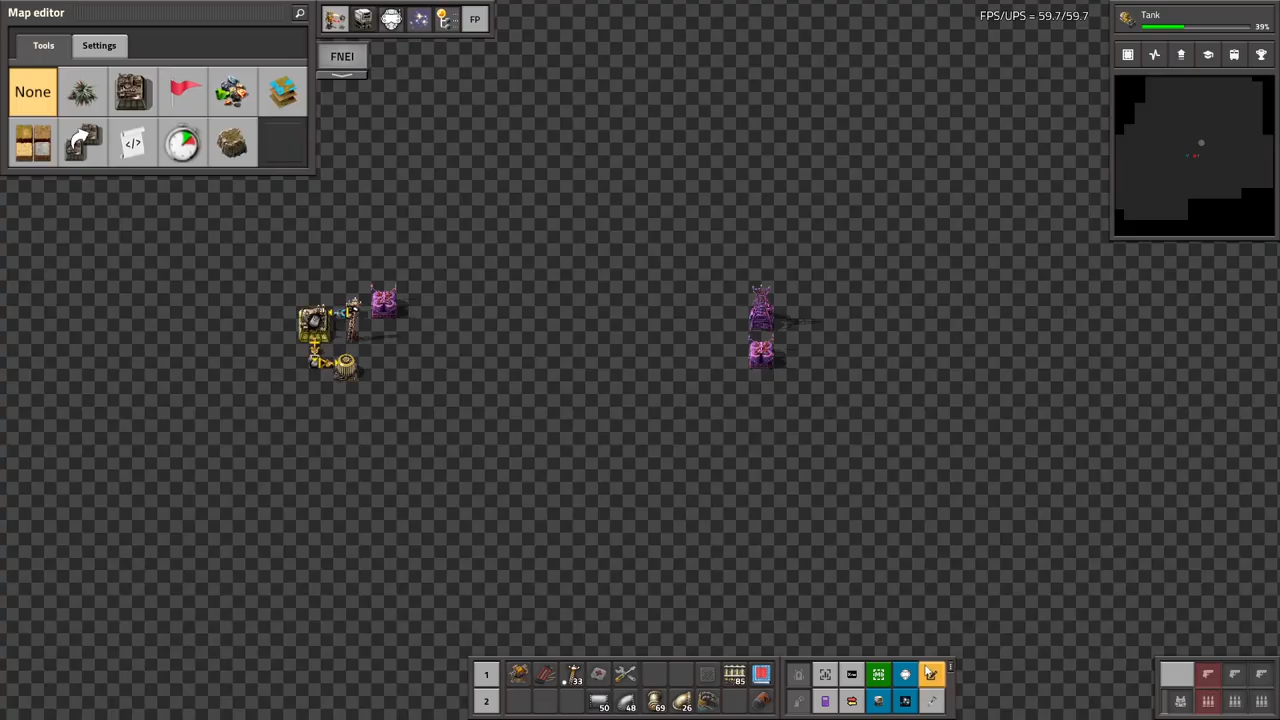 Map editor
Tools
Settings
None
</>
FP
FNEI
FPS/UPS = 59.7/59.7
Tank
39%
1
33
85
2
50
48
69
26